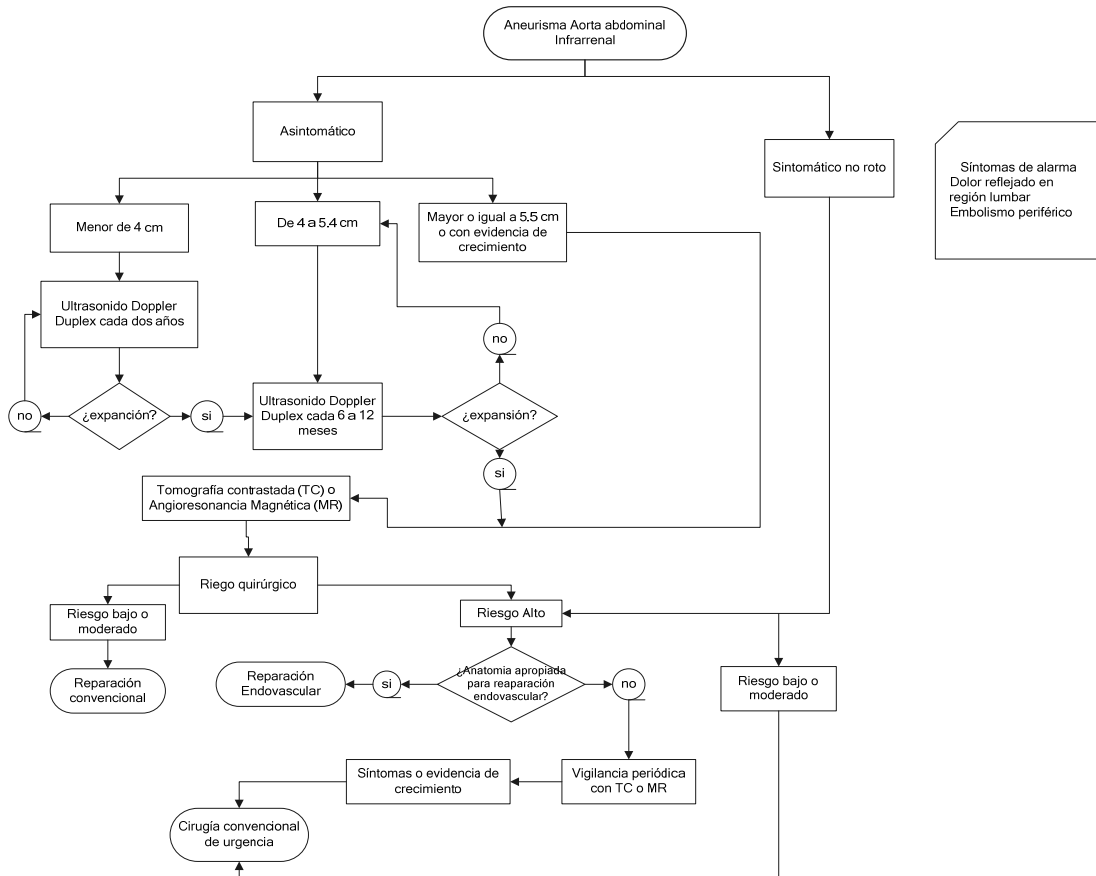 Aneurisma Aorta abdominal
Infrarrenal
Asintomático
Sintomático no roto
Síntomas de alarma
Dolor reflejado en
región lumbar
Embolismo periférico
Menor de 4 cm
De 4 a 5.4 cm
Mayor o igual a 5.5 cm
o con evidencia de
crecimiento
Ultrasonido Doppler
Duplex cada dos años
no
no
¿expanción?
si
Ultrasonido Doppler
Duplex cada 6 a 12
meses
¿expansión?
si
Tomografía contrastada (TC) o
Angioresonancia Magnética (MR)
Riego quirúrgico
Riesgo bajo o
moderado
Riesgo Alto
Reparación
convencional
Reparación
Endovascular
si
¿Anatomia apropiada
para reaparación
endovascular?
no
Riesgo bajo o
moderado
Síntomas o evidencia de
crecimiento
Vigilancia periódica
con TC o MR
Cirugía convencional
de urgencia